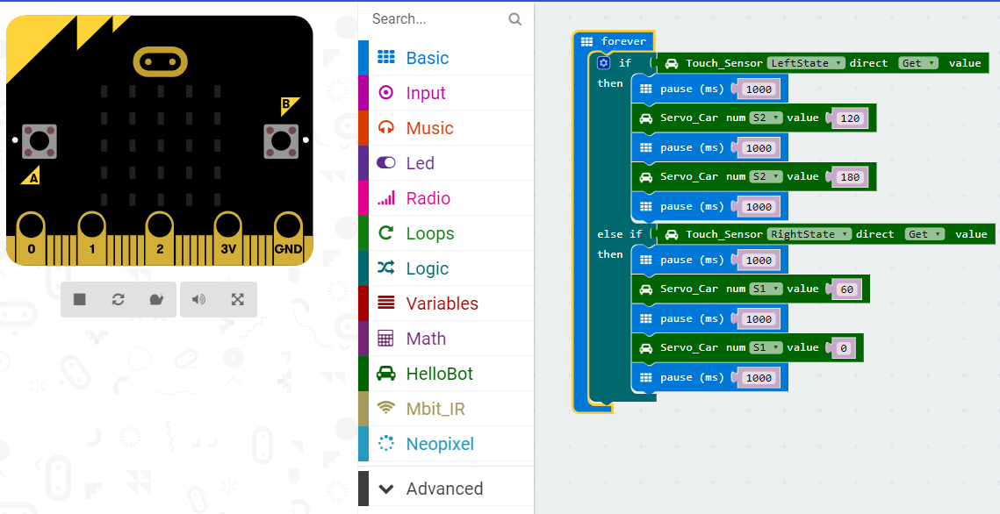 B
A
0 1 2 3V GND
Search...
Basic
Input
Music
Led
Radio
Loops
Logic
Variables
Math
HelloBot
Mbit_IR
Neopixel
Advanced
forever
if Touch_Sensor LeftState direct Get value
then pause (ms) 1000
Servo_Car num S2 value 120
pause (ms) 1000
Servo_Car num S2 value 180
pause (ms) 1000
else if Touch_Sensor RightState direct Get value
then pause (ms) 1000
Servo_Car num S1 value 60
pause (ms) 1000
Servo_Car num S1 value 0
pause (ms) 1000